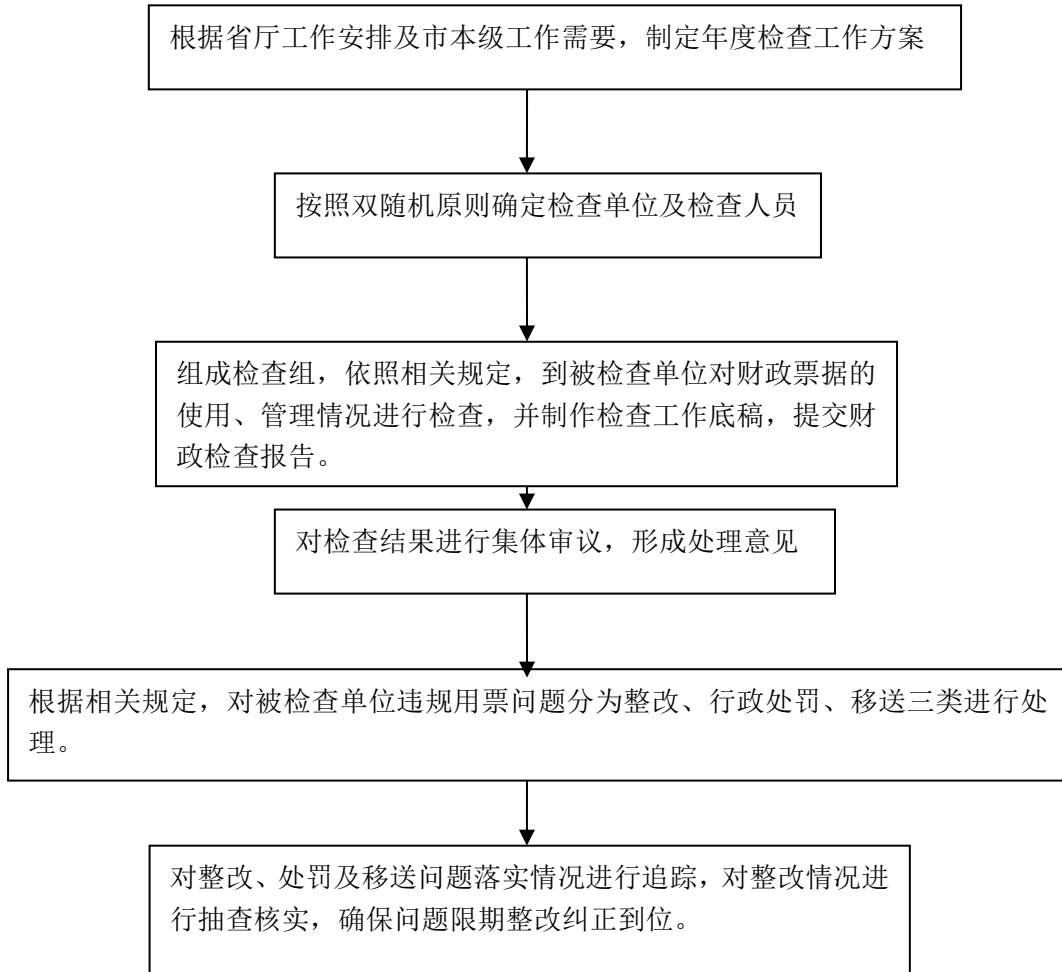 根据省厅工作安排及市本级工作需要，制定年度检查工作方案
按照双随机原则确定检查单位及检查人员
组成检查组，依照相关规定，到被检查单位对财政票据的
使用、管理情况进行检查，并制作检查工作底稿，提交财
政检查报告。
对检查结果进行集体审议，形成处理意见
根据相关规定，对被检查单位违规用票问题分为整改、行政处罚、移送三类进行处
理。
对整改、处罚及移送问题落实情况进行追踪，对整改情况进
行抽查核实，确保问题限期整改纠正到位。